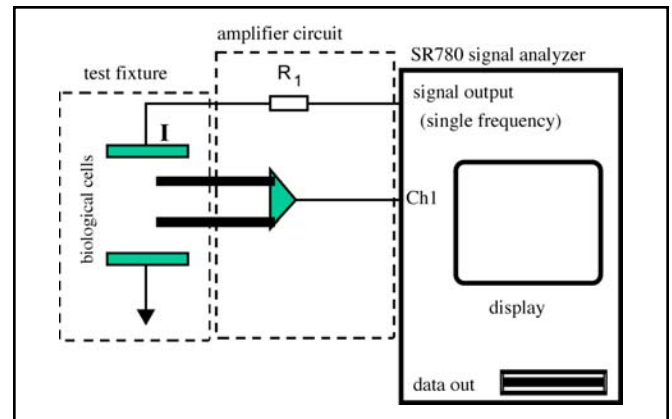 amplifier circuit
SR780 signal analyzer
test fixture
R1
signal output
(single frequency)
I
biological cells
Ch1
display
data out